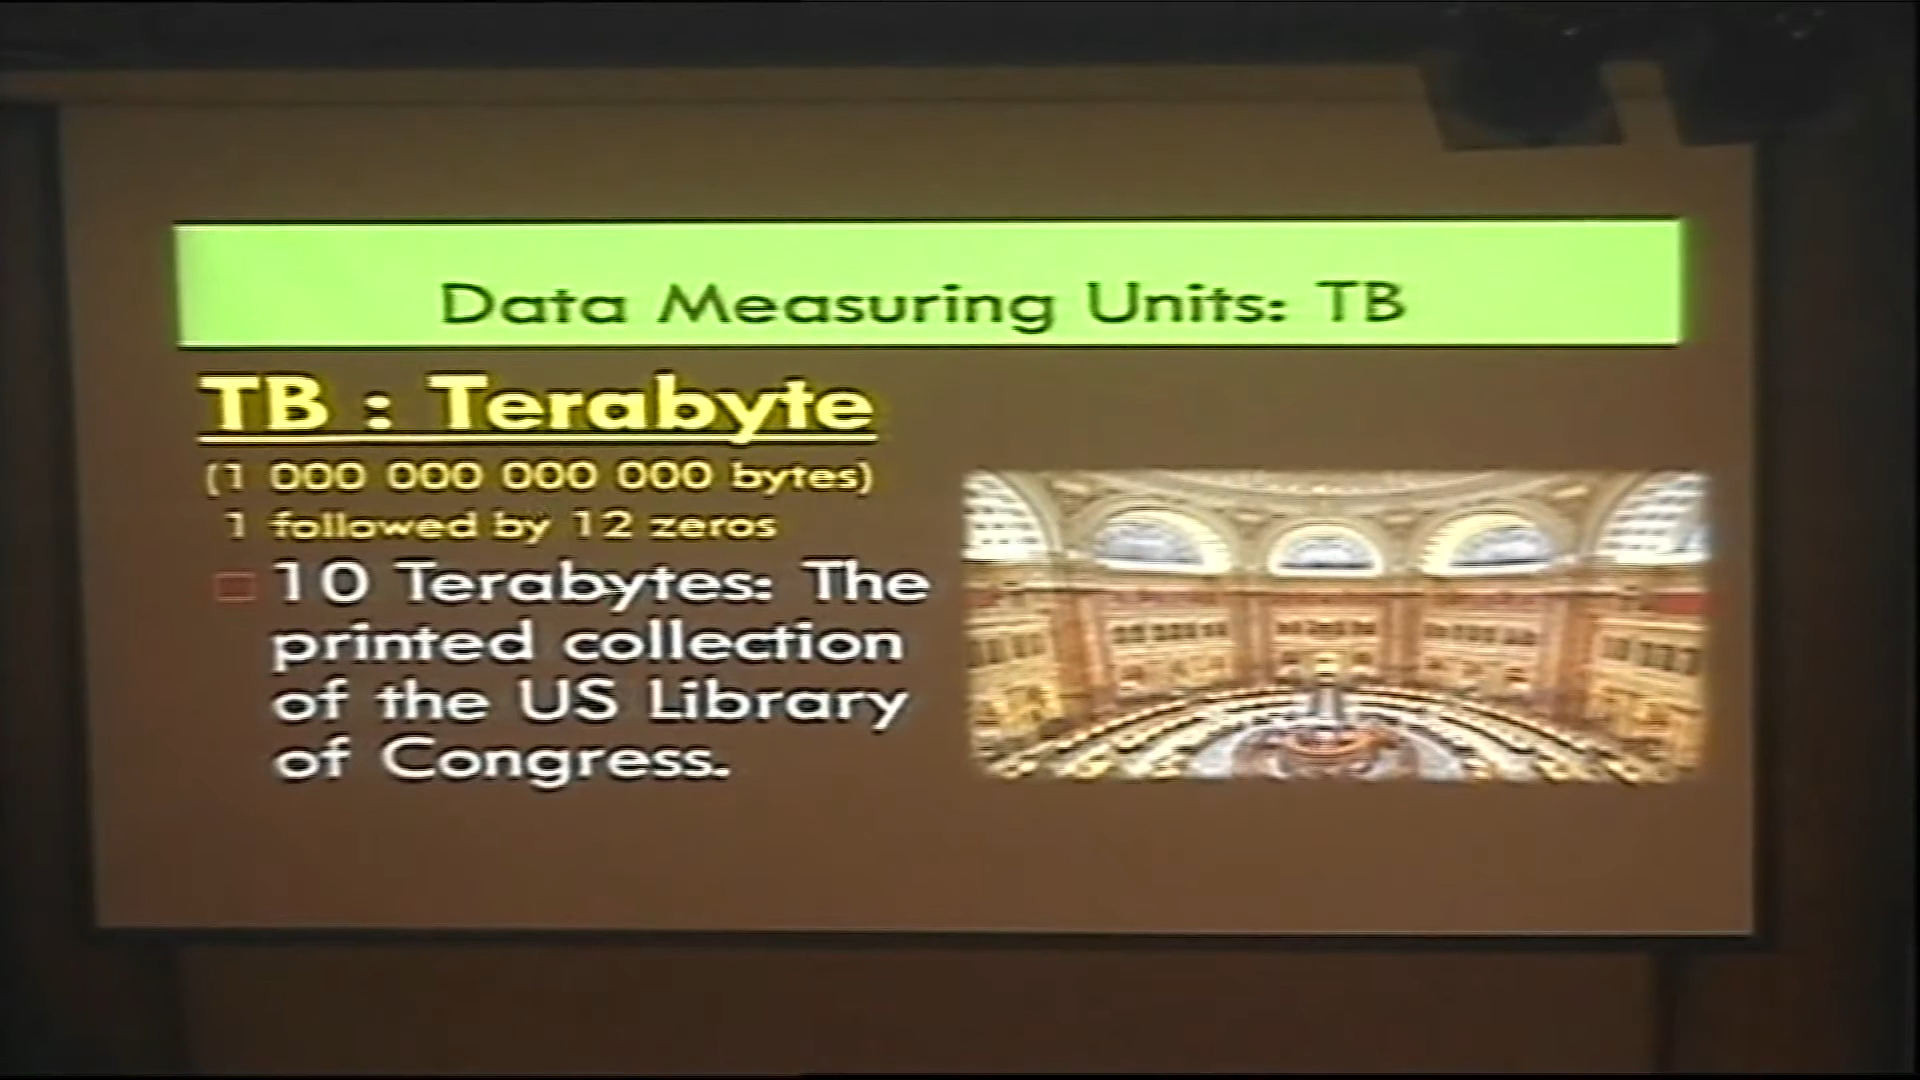 Data Measuring Units: TB
TB : Terabyte
(1 000 000 000 000 bytes)
1 followed by 12 zeros
10 Terabytes: The
printed collection
of the US Library
of Congress.